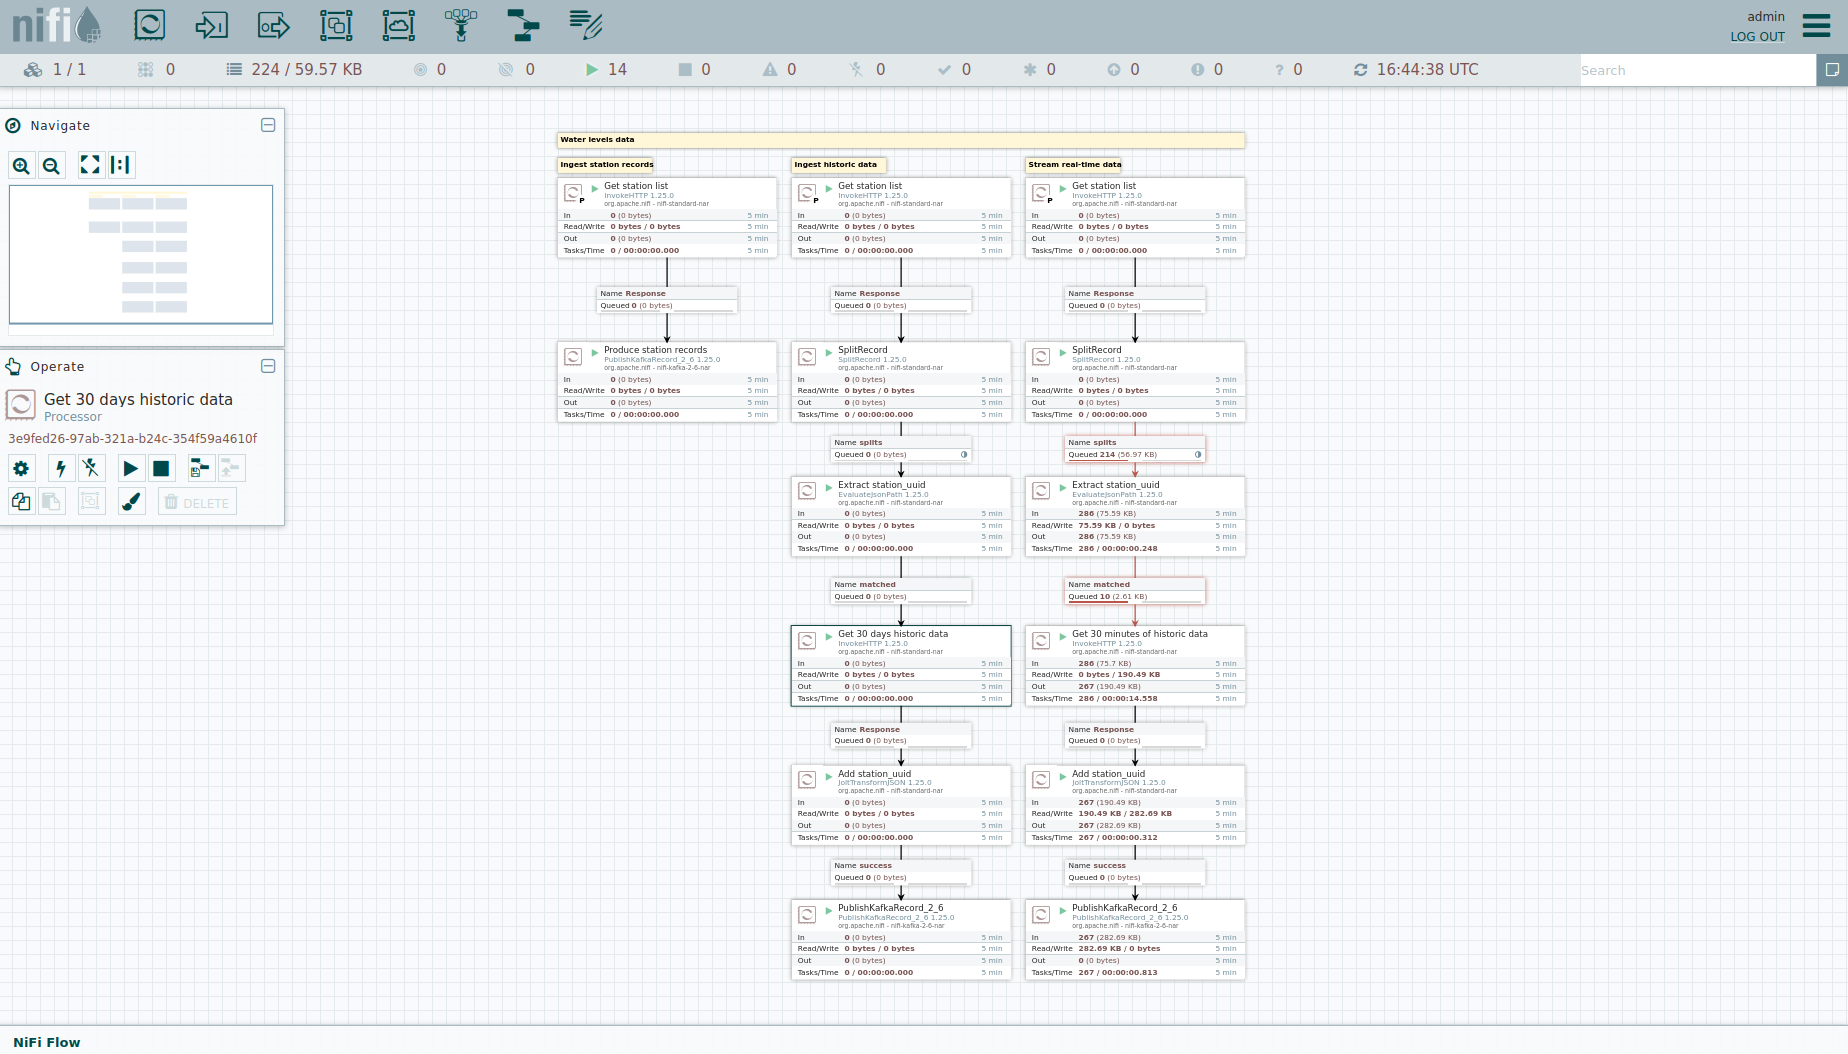 nifi
admin
LOG OUT
1 / 1
0
224 / 59.57 KB
0
0
14
0
0
0
0
0
0
0
0
16:44:38 UTC
Search
Navigate
Operate
Get 30 days historic data
Processor
3e9fed26-97ab-321a-b24c-354f59a4610f
DELETE
Water levels data
Ingest station records
Get station list
InvokeHTTP 1.25.0
org.apache.nifi - nifi-standard-nar
P
In 0 (0 bytes) 5 min
Read/Write 0 bytes / 0 bytes 5 min
Out 0 (0 bytes) 5 min
Tasks/Time 0 / 00:00:00.000 5 min
Name Response
Queued 0 (0 bytes)
Produce station records
PublishKafkaRecord_2_6 1.25.0
org.apache.nifi - nifi-kafka-2-6-nar
In 0 (0 bytes) 5 min
Read/Write 0 bytes / 0 bytes 5 min
Out 0 (0 bytes) 5 min
Tasks/Time 0 / 00:00:00.000 5 min
Ingest historic data
Get station list
InvokeHTTP 1.25.0
org.apache.nifi - nifi-standard-nar
P
In 0 (0 bytes) 5 min
Read/Write 0 bytes / 0 bytes 5 min
Out 0 (0 bytes) 5 min
Tasks/Time 0 / 00:00:00.000 5 min
Name Response
Queued 0 (0 bytes)
SplitRecord
SplitRecord 1.25.0
org.apache.nifi - nifi-standard-nar
In 0 (0 bytes) 5 min
Read/Write 0 bytes / 0 bytes 5 min
Out 0 (0 bytes) 5 min
Tasks/Time 0 / 00:00:00.000 5 min
Name splits
Queued 0 (0 bytes)
Extract station_uuid
EvaluateJsonPath 1.25.0
org.apache.nifi - nifi-standard-nar
In 0 (0 bytes) 5 min
Read/Write 0 bytes / 0 bytes 5 min
Out 0 (0 bytes) 5 min
Tasks/Time 0 / 00:00:00.000 5 min
Name matched
Queued 0 (0 bytes)
Get 30 days historic data
InvokeHTTP 1.25.0
org.apache.nifi - nifi-standard-nar
In 0 (0 bytes) 5 min
Read/Write 0 bytes / 0 bytes 5 min
Out 0 (0 bytes) 5 min
Tasks/Time 0 / 00:00:00.000 5 min
Name Response
Queued 0 (0 bytes)
Add station_uuid
JoltTransformJSON 1.25.0
org.apache.nifi - nifi-standard-nar
In 0 (0 bytes) 5 min
Read/Write 0 bytes / 0 bytes 5 min
Out 0 (0 bytes) 5 min
Tasks/Time 0 / 00:00:00.000 5 min
Name success
Queued 0 (0 bytes)
PublishKafkaRecord_2_6
PublishKafkaRecord_2_6 1.25.0
org.apache.nifi - nifi-kafka-2-6-nar
In 0 (0 bytes) 5 min
Read/Write 0 bytes / 0 bytes 5 min
Out 0 (0 bytes) 5 min
Tasks/Time 0 / 00:00:00.000 5 min
Stream real-time data
Get station list
InvokeHTTP 1.25.0
org.apache.nifi - nifi-standard-nar
P
In 0 (0 bytes) 5 min
Read/Write 0 bytes / 0 bytes 5 min
Out 0 (0 bytes) 5 min
Tasks/Time 0 / 00:00:00.000 5 min
Name Response
Queued 0 (0 bytes)
SplitRecord
SplitRecord 1.25.0
org.apache.nifi - nifi-standard-nar
In 0 (0 bytes) 5 min
Read/Write 0 bytes / 0 bytes 5 min
Out 0 (0 bytes) 5 min
Tasks/Time 0 / 00:00:00.000 5 min
Name splits
Queued 214 (56.97 KB)
Extract station_uuid
EvaluateJsonPath 1.25.0
org.apache.nifi - nifi-standard-nar
In 286 (75.59 KB) 5 min
Read/Write 75.59 KB / 0 bytes 5 min
Out 286 (75.59 KB) 5 min
Tasks/Time 286 / 00:00:00.248 5 min
Name matched
Queued 10 (2.61 KB)
Get 30 minutes of historic data
InvokeHTTP 1.25.0
org.apache.nifi - nifi-standard-nar
In 286 (75.7 KB) 5 min
Read/Write 0 bytes / 190.49 KB 5 min
Out 267 (190.49 KB) 5 min
Tasks/Time 286 / 00:00:14.558 5 min
Name Response
Queued 0 (0 bytes)
Add station_uuid
JoltTransformJSON 1.25.0
org.apache.nifi - nifi-standard-nar
In 267 (190.49 KB) 5 min
Read/Write 190.49 KB / 282.69 KB 5 min
Out 267 (282.69 KB) 5 min
Tasks/Time 267 / 00:00:00.312 5 min
Name success
Queued 0 (0 bytes)
PublishKafkaRecord_2_6
PublishKafkaRecord_2_6 1.25.0
org.apache.nifi - nifi-kafka-2-6-nar
In 267 (282.69 KB) 5 min
Read/Write 282.69 KB / 0 bytes 5 min
Out 0 (0 bytes) 5 min
Tasks/Time 267 / 00:00:00.813 5 min
NiFi Flow